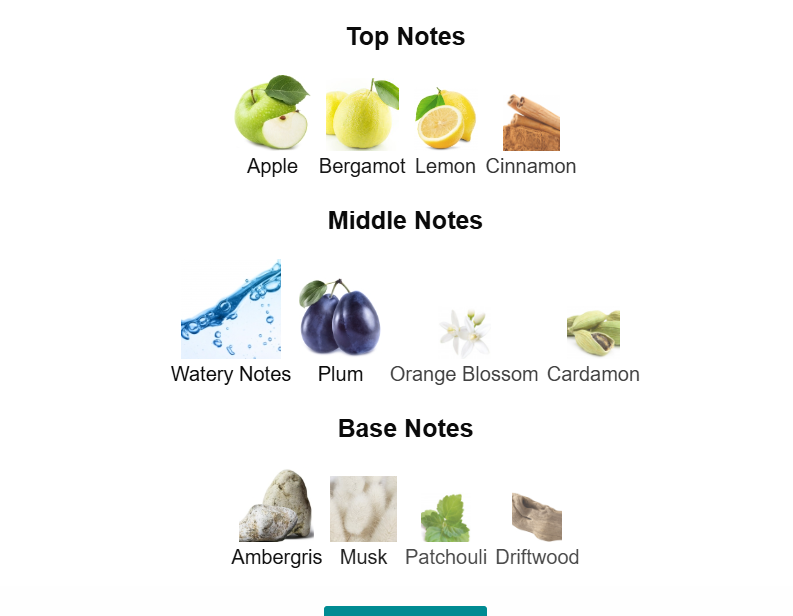 Top Notes
Apple Bergamot Lemon Cinnamon
Middle Notes
Watery Notes Plum Orange Blossom Cardamon
Base Notes
Ambergris Musk Patchouli Driftwood